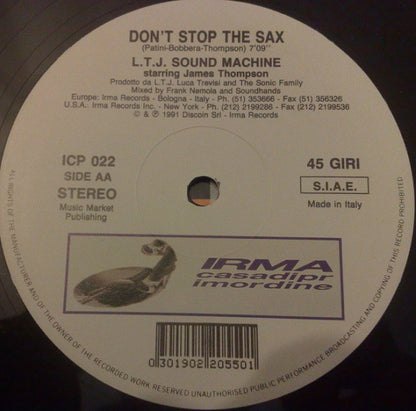 DON'T STOP THE SAX
(Patini-Bobbera-Thompson) 7'09"
L.T.J. SOUND MACHINE
starring James Thompson
Prodotto da L.T.J. Luca Trevisi and The Sonic Family
Mixed by Frank Nemola and Soundhands
Europe: Irma Records - Bologna - Italy - Ph. (51) 353666 - Fax (51) 356326
U.S.A.: Irma Records Inc. - New York - Ph. (212) 2199286 - Fax (212) 2199536
© & ℗ 1991 Discoin Srl - Irma Records
ICP 022
SIDE AA
STEREO
Music Market
Publishing
45 GIRI
S.I.A.E.
Made in Italy
IRMA
casadipr
imordine
0 301902 205501
ALL RIGHTS OF THE MANUFACTURER AND OF THE OWNER OF THE RECORDED WORK RESERVED UNAUTHORISED PUBLIC PERFORMANCE BROADCASTING AND COPYING OF THIS RECORD PROHIBITED